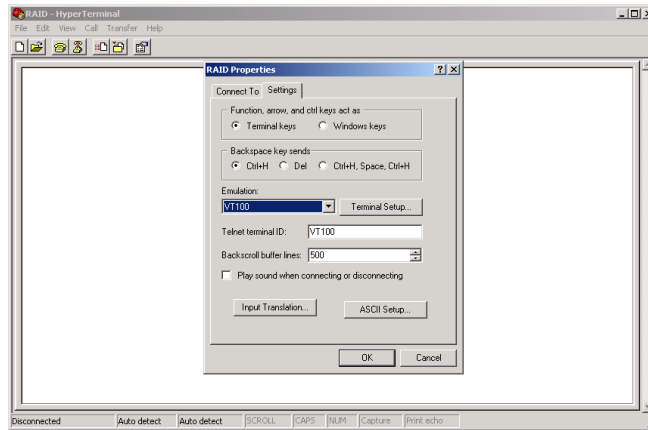 RAID - HyperTerminal
File Edit View Call Transfer Help
RAID Properties
Connect To Settings
Function, arrow, and ctrl keys act as
Terminal keys Windows keys
Backspace key sends
Ctrl+H Del Ctrl+H, Space, Ctrl+H
Emulation:
VT100 Terminal Setup...
Telnet terminal ID: VT100
Backscroll buffer lines: 500
Play sound when connecting or disconnecting
Input Translation... ASCII Setup...
OK Cancel
Disconnected Auto detect Auto detect SCROLL CAPS NUM Capture Print echo